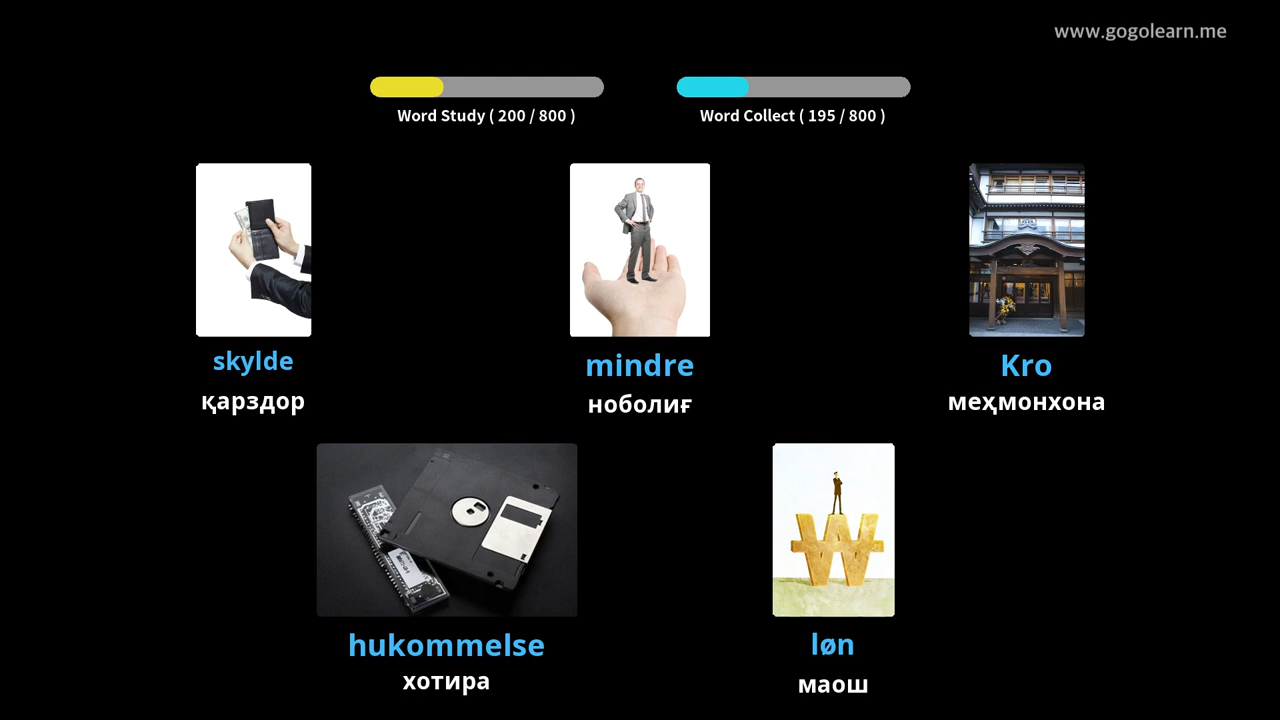 www.gogolearn.me
Word Study ( 200 / 800 )
Word Collect ( 195 / 800 )
skylde
қарздор
mindre
ноболиғ
Kro
меҳмонхона
hukommelse
хотира
løn
маош